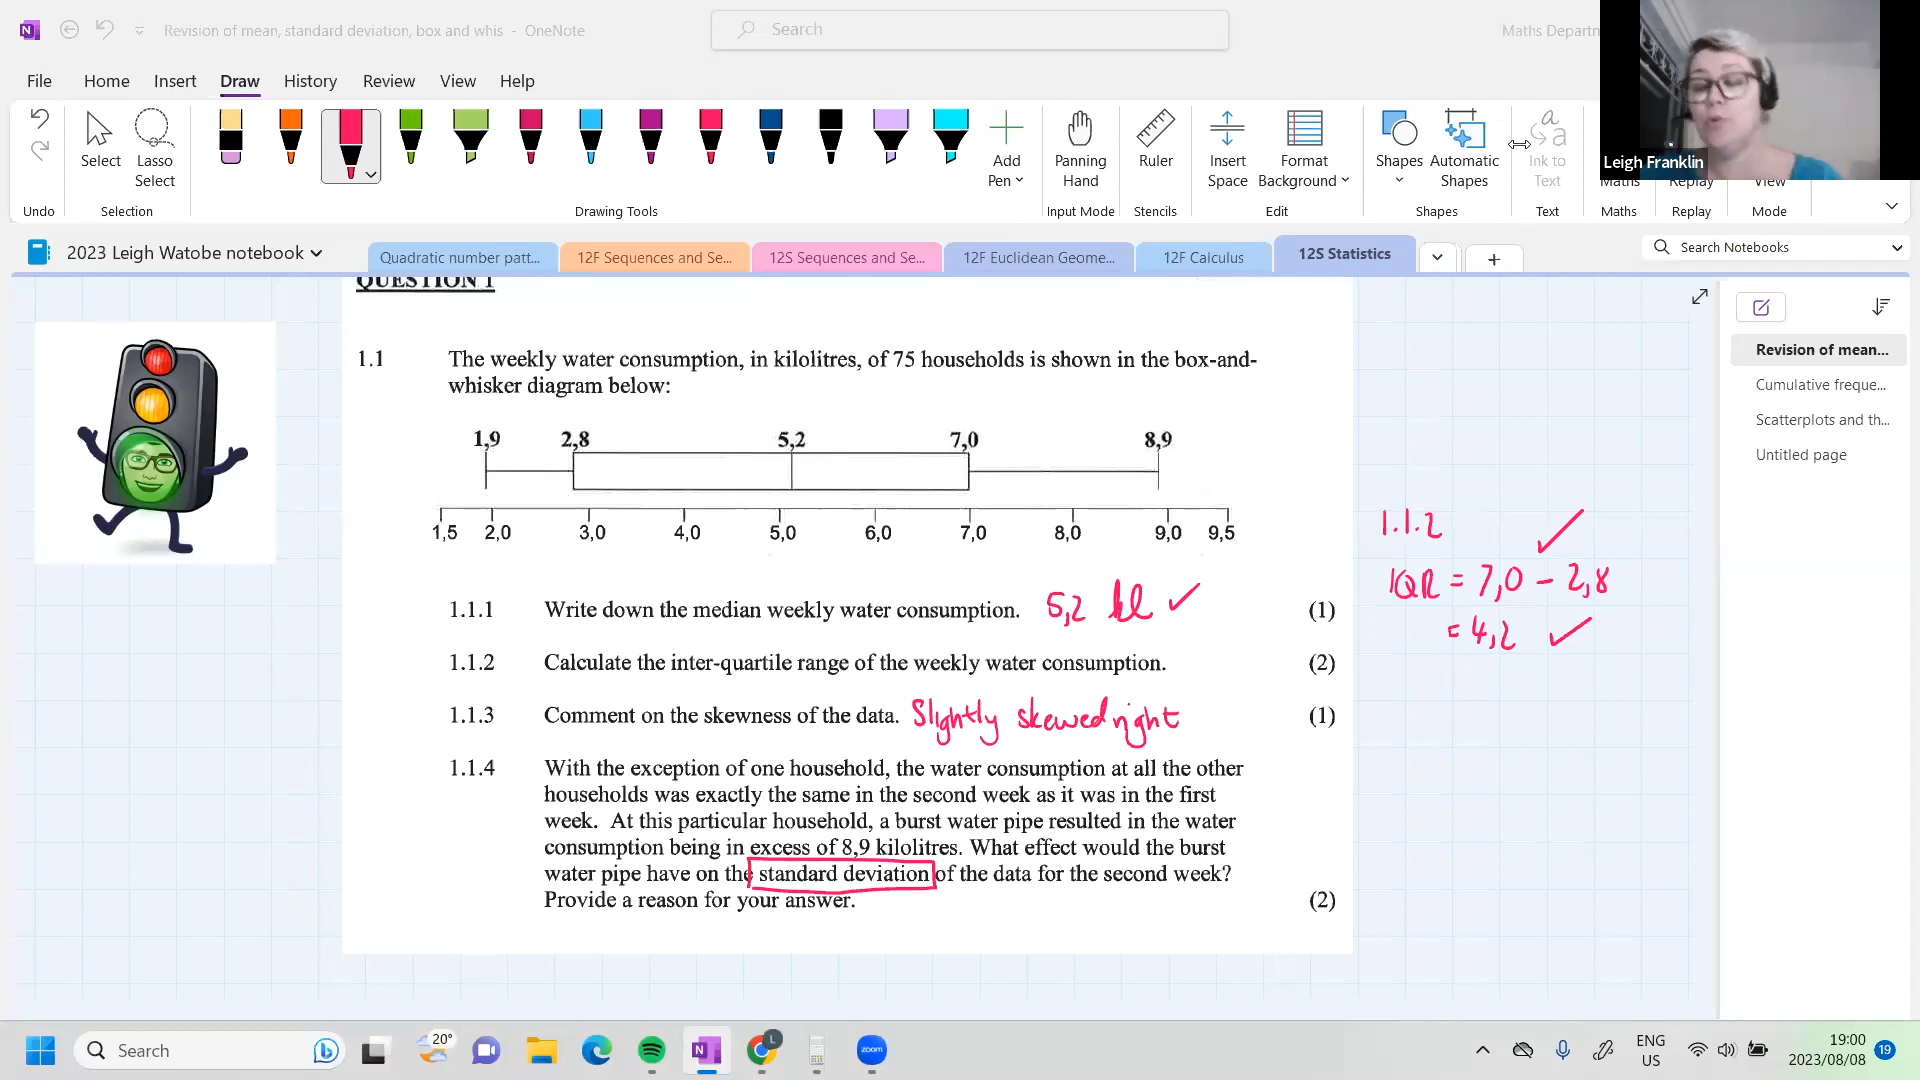 Revision of mean, standard deviation, box and whis - OneNote
Search
Maths Departn
File Home Insert Draw History Review View Help
Select
Lasso Select
Add Pen
Panning Hand
Ruler
Insert Space
Format Background
Shapes
Automatic Shapes
Ink to Text
Maths
Replay
View
Leigh Franklin
Undo Selection Drawing Tools Input Mode Stencils Edit Shapes Text Maths Replay Mode
2023 Leigh Watobe notebook
Quadratic number patt... 12F Sequences and Se... 12S Sequences and Se... 12F Euclidean Geome... 12F Calculus 12S Statistics
+
Search Notebooks
Revision of mean...
Cumulative freque...
Scatterplots and th...
Untitled page
QUESTION 1
1.1 The weekly water consumption, in kilolitres, of 75 households is shown in the box-and-
whisker diagram below:
1,9 2,8 5,2 7,0 8,9
1,5 2,0 3,0 4,0 5,0 6,0 7,0 8,0 9,0 9,5
1.1.1 Write down the median weekly water consumption. 5,2 kl ✓ (1)
1.1.2 Calculate the inter-quartile range of the weekly water consumption. (2)
1.1.3 Comment on the skewness of the data. Slightly skewed right (1)
1.1.4 With the exception of one household, the water consumption at all the other
households was exactly the same in the second week as it was in the first
week. At this particular household, a burst water pipe resulted in the water
consumption being in excess of 8,9 kilolitres. What effect would the burst
water pipe have on the standard deviation of the data for the second week?
Provide a reason for your answer. (2)
1.1.2 ✓
IQR = 7,0 - 2,8
= 4,2 ✓
Search
20°
L
zoom
ENG
US
19:00
2023/08/08
19